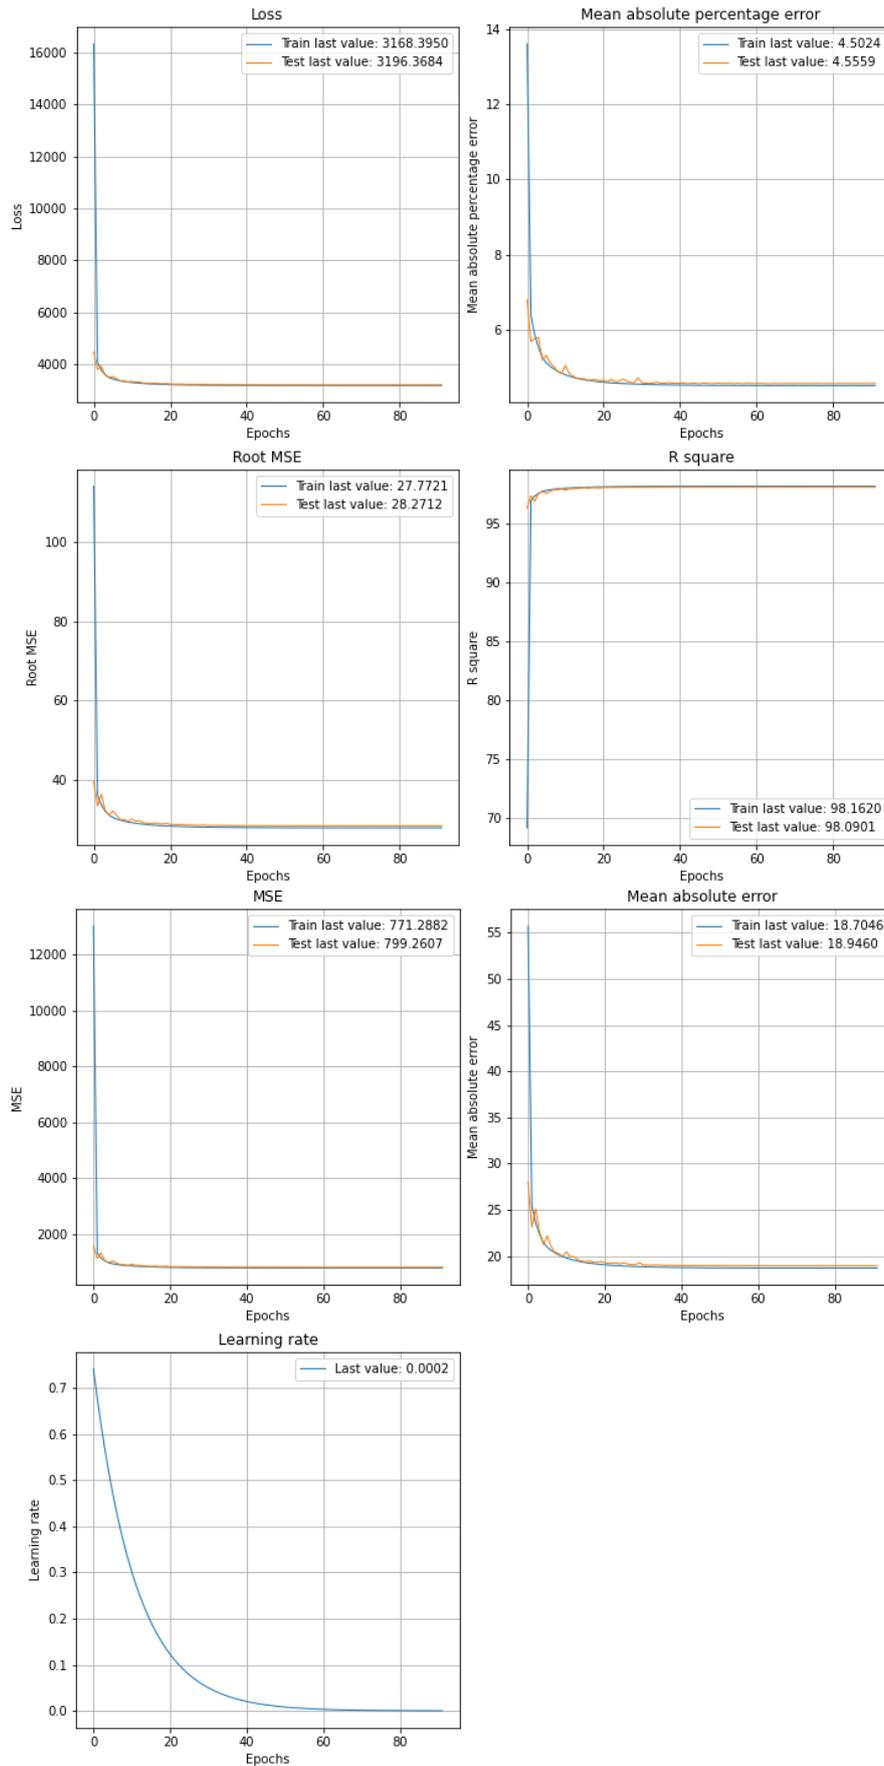 Loss
Train last value: 3168.3950
Test last value: 3196.3684
16000
14000
12000
10000
8000
6000
4000
Loss
0 20 40 60 80
Epochs
Mean absolute percentage error
Train last value: 4.5024
Test last value: 4.5559
14
12
10
8
6
Mean absolute percentage error
0 20 40 60 80
Epochs
Root MSE
Train last value: 27.7721
Test last value: 28.2712
100
80
60
40
Root MSE
0 20 40 60 80
Epochs
R square
95
90
85
80
75
70
R square
Train last value: 98.1620
Test last value: 98.0901
0 20 40 60 80
Epochs
MSE
Train last value: 771.2882
Test last value: 799.2607
12000
10000
8000
6000
4000
2000
MSE
0 20 40 60 80
Epochs
Mean absolute error
Train last value: 18.7046
Test last value: 18.9460
55
50
45
40
35
30
25
20
Mean absolute error
0 20 40 60 80
Epochs
Learning rate
Last value: 0.0002
0.7
0.6
0.5
0.4
0.3
0.2
0.1
0.0
Learning rate
0 20 40 60 80
Epochs